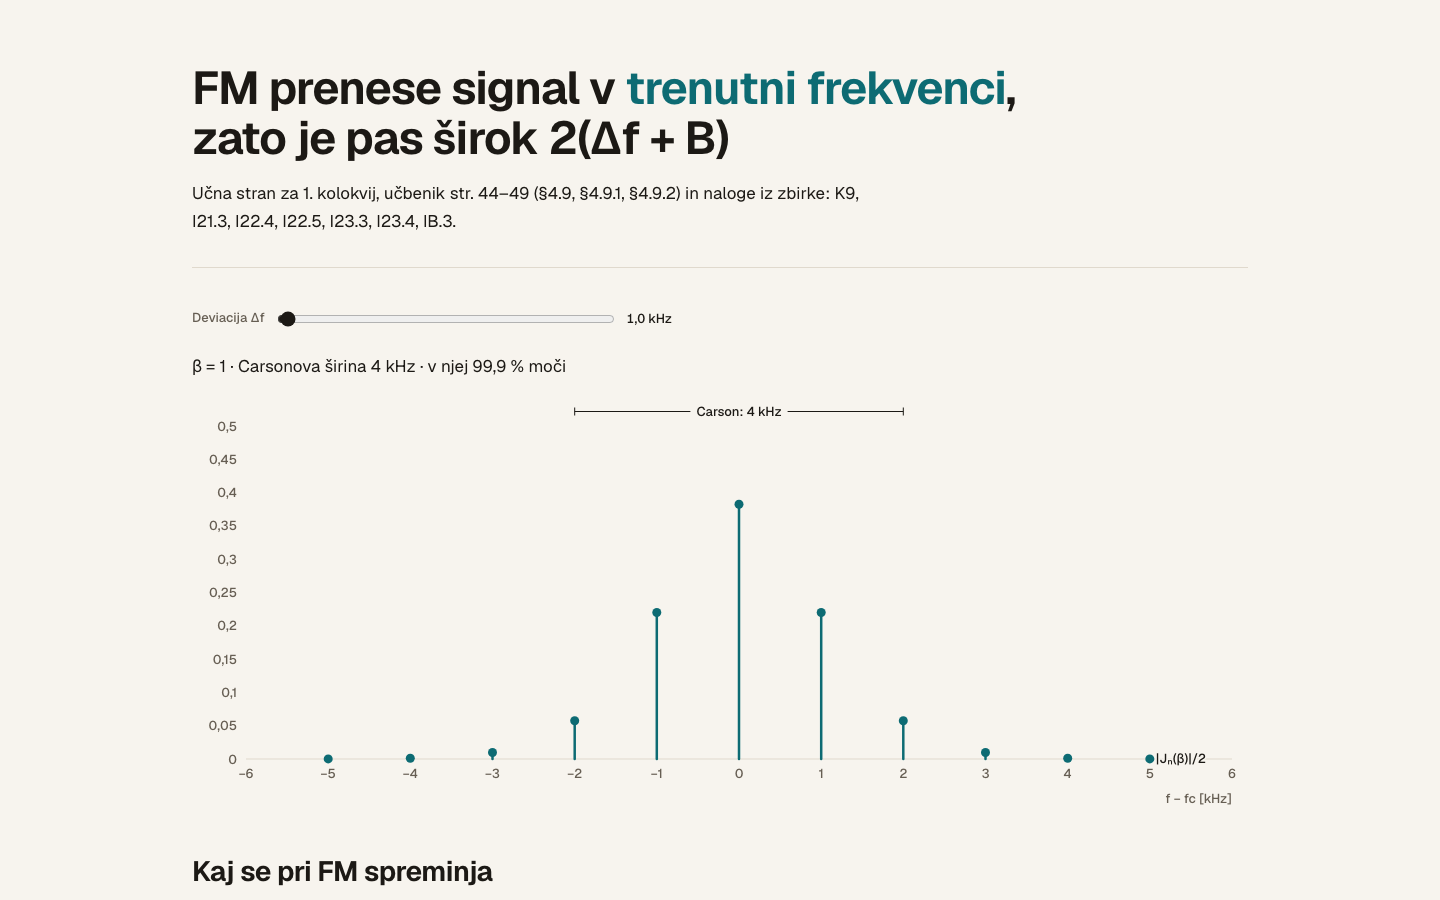 FM prenese signal v trenutni frekvenci,
zato je pas širok 2(Δf + B)
Učna stran za 1. kolokvij, učbenik str. 44–49 (§4.9, §4.9.1, §4.9.2) in naloge iz zbirke: K9,
I21.3, I22.4, I22.5, I23.3, I23.4, IB.3.
Deviacija Δf 1,0 kHz
β = 1 · Carsonova širina 4 kHz · v njej 99,9 % moči
Carson: 4 kHz
0,5
0,45
0,4
0,35
0,3
0,25
0,2
0,15
0,1
0,05
0
|Jₙ(β)|/2
−6 −5 −4 −3 −2 −1 0 1 2 3 4 5 6
f − fc [kHz]
Kaj se pri FM spreminja